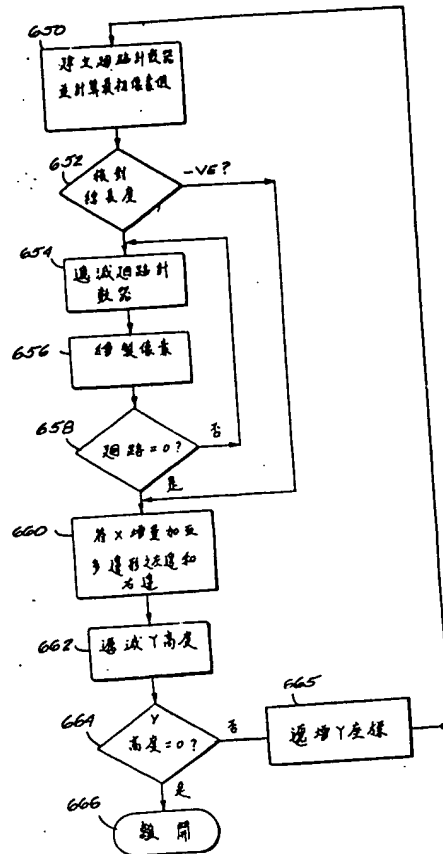 650
建立迴路計數器
並計算最初像素值
652
核對
線長度
-VE?
654
遞減迴路計
數器
656
繪製像素
658
迴路=0?
否
是
660
將X增量加至
多邊形之左邊和
右邊
662
遞減Y高度
664
Y
高度=0?
否
665
遞增Y座標
是
666
離開